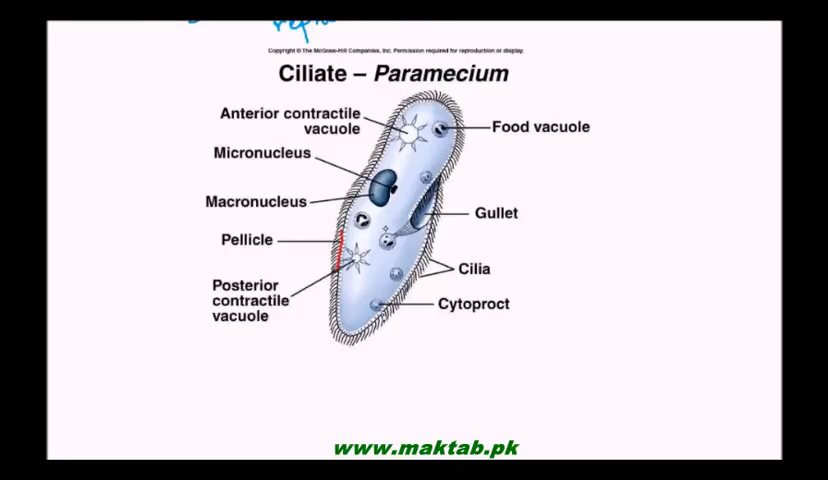 Copyright © The McGraw-Hill Companies, Inc. Permission required for reproduction or display.
Ciliate – Paramecium
Anterior contractile
vacuole
Food vacuole
Micronucleus
Macronucleus
Gullet
Pellicle
Cilia
Posterior
contractile
vacuole
Cytoproct
www.maktab.pk